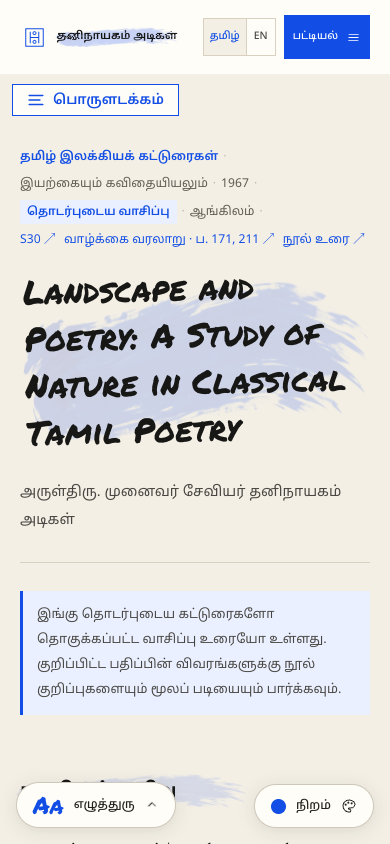 தனிநாயகம் அடிகள்
தமிழ்
EN
பட்டியல்
பொருளடக்கம்
தமிழ் இலக்கியக் கட்டுரைகள் ·
இயற்கையும் கவிதையியலும் · 1967 ·
தொடர்புடைய வாசிப்பு · ஆங்கிலம் ·
S30 ↗ வாழ்க்கை வரலாறு · ப. 171, 211 ↗ நூல் உரை ↗
Landscape and
Poetry: A Study of
Nature in Classical
Tamil Poetry
அருள்திரு. முனைவர் சேவியர் தனிநாயகம்
அடிகள்
இங்கு தொடர்புடைய கட்டுரைகளோ
தொகுக்கப்பட்ட வாசிப்பு உரையோ உள்ளது.
குறிப்பிட்ட பதிப்பின் விவரங்களுக்கு நூல்
குறிப்புகளையும் மூலப் படியையும் பார்க்கவும்.
Aa எழுத்துரு
நிறம்